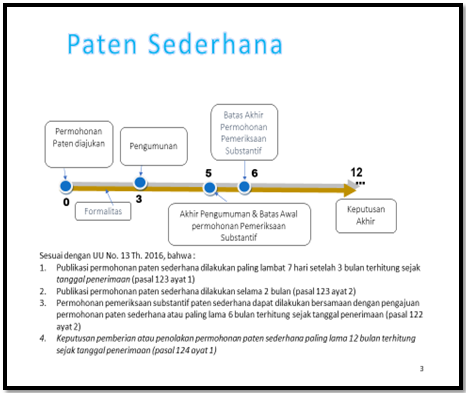 Paten Sederhana
Permohonan
Paten diajukan
Pengumuman
Batas Akhir
Permohonan
Pemeriksaan
Substantif
0
Formalitas
3
5
6
12
...
Akhir Pengumuman & Batas Awal
permohonan Pemeriksaan
Substantif
Keputusan
Akhir
Sesuai dengan UU No. 13 Th. 2016, bahwa :
1. Publikasi permohonan paten sederhana dilakukan paling lambat 7 hari setelah 3 bulan terhitung sejak
tanggal penerimaan (pasal 123 ayat 1)
2. Publikasi permohonan paten sederhana dilakukan selama 2 bulan (pasal 123 ayat 2)
3. Permohonan pemeriksaan substantif paten sederhana dapat dilakukan bersamaan dengan pengajuan
permohonan paten sederhana atau paling lama 6 bulan terhitung sejak tanggal penerimaan (pasal 122
ayat 2)
4. Keputusan pemberian atau penolakan permohonan paten sederhana paling lama 12 bulan terhitung
sejak tanggal penerimaan (pasal 124 ayat 1)
3